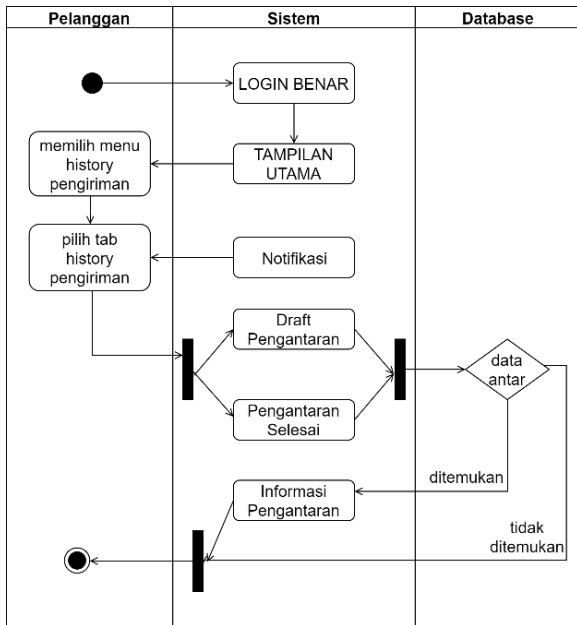 Pelanggan
Sistem
Database
LOGIN BENAR
memilih menu
history
pengiriman
TAMPILAN
UTAMA
pilih tab
history
pengiriman
Notifikasi
Draft
Pengantaran
Pengantaran
Selesai
data
antar
ditemukan
Informasi
Pengantaran
tidak
ditemukan